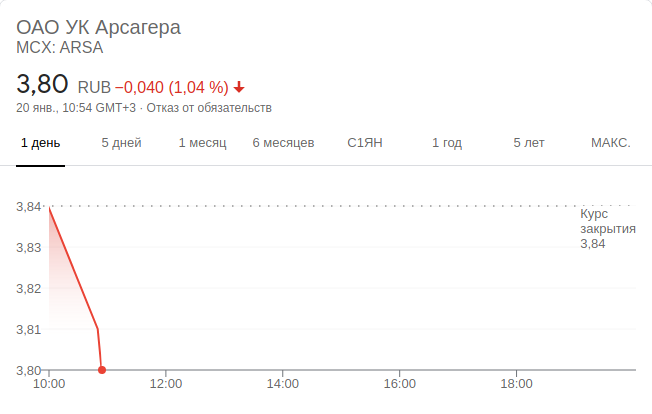 ОАО УК Арсагера
MCX: ARSA
3,80 RUB −0,040 (1,04 %)
20 янв., 10:54 GMT+3 · Отказ от обязательств
1 день 5 дней 1 месяц 6 месяцев С1ЯН 1 год 5 лет МАКС.
3,84
Курс
закрытия
3,84
3,83
3,82
3,81
3,80
10:00 12:00 14:00 16:00 18:00